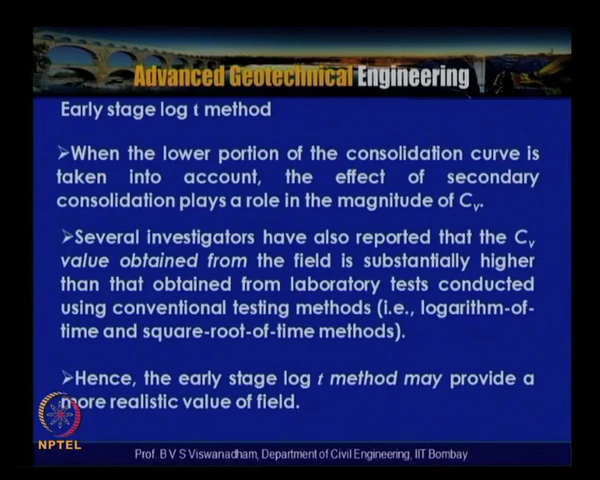 Advanced Geotechnical Engineering
Early stage log t method
➢When the lower portion of the consolidation curve is
taken into account, the effect of secondary
consolidation plays a role in the magnitude of Cv.
➢Several investigators have also reported that the Cv
value obtained from the field is substantially higher
than that obtained from laboratory tests conducted
using conventional testing methods (i.e., logarithm-of-
time and square-root-of-time methods).
➢Hence, the early stage log t method may provide a
more realistic value of field.
NPTEL
Prof. B V S Viswanadham, Department of Civil Engineering, IIT Bombay